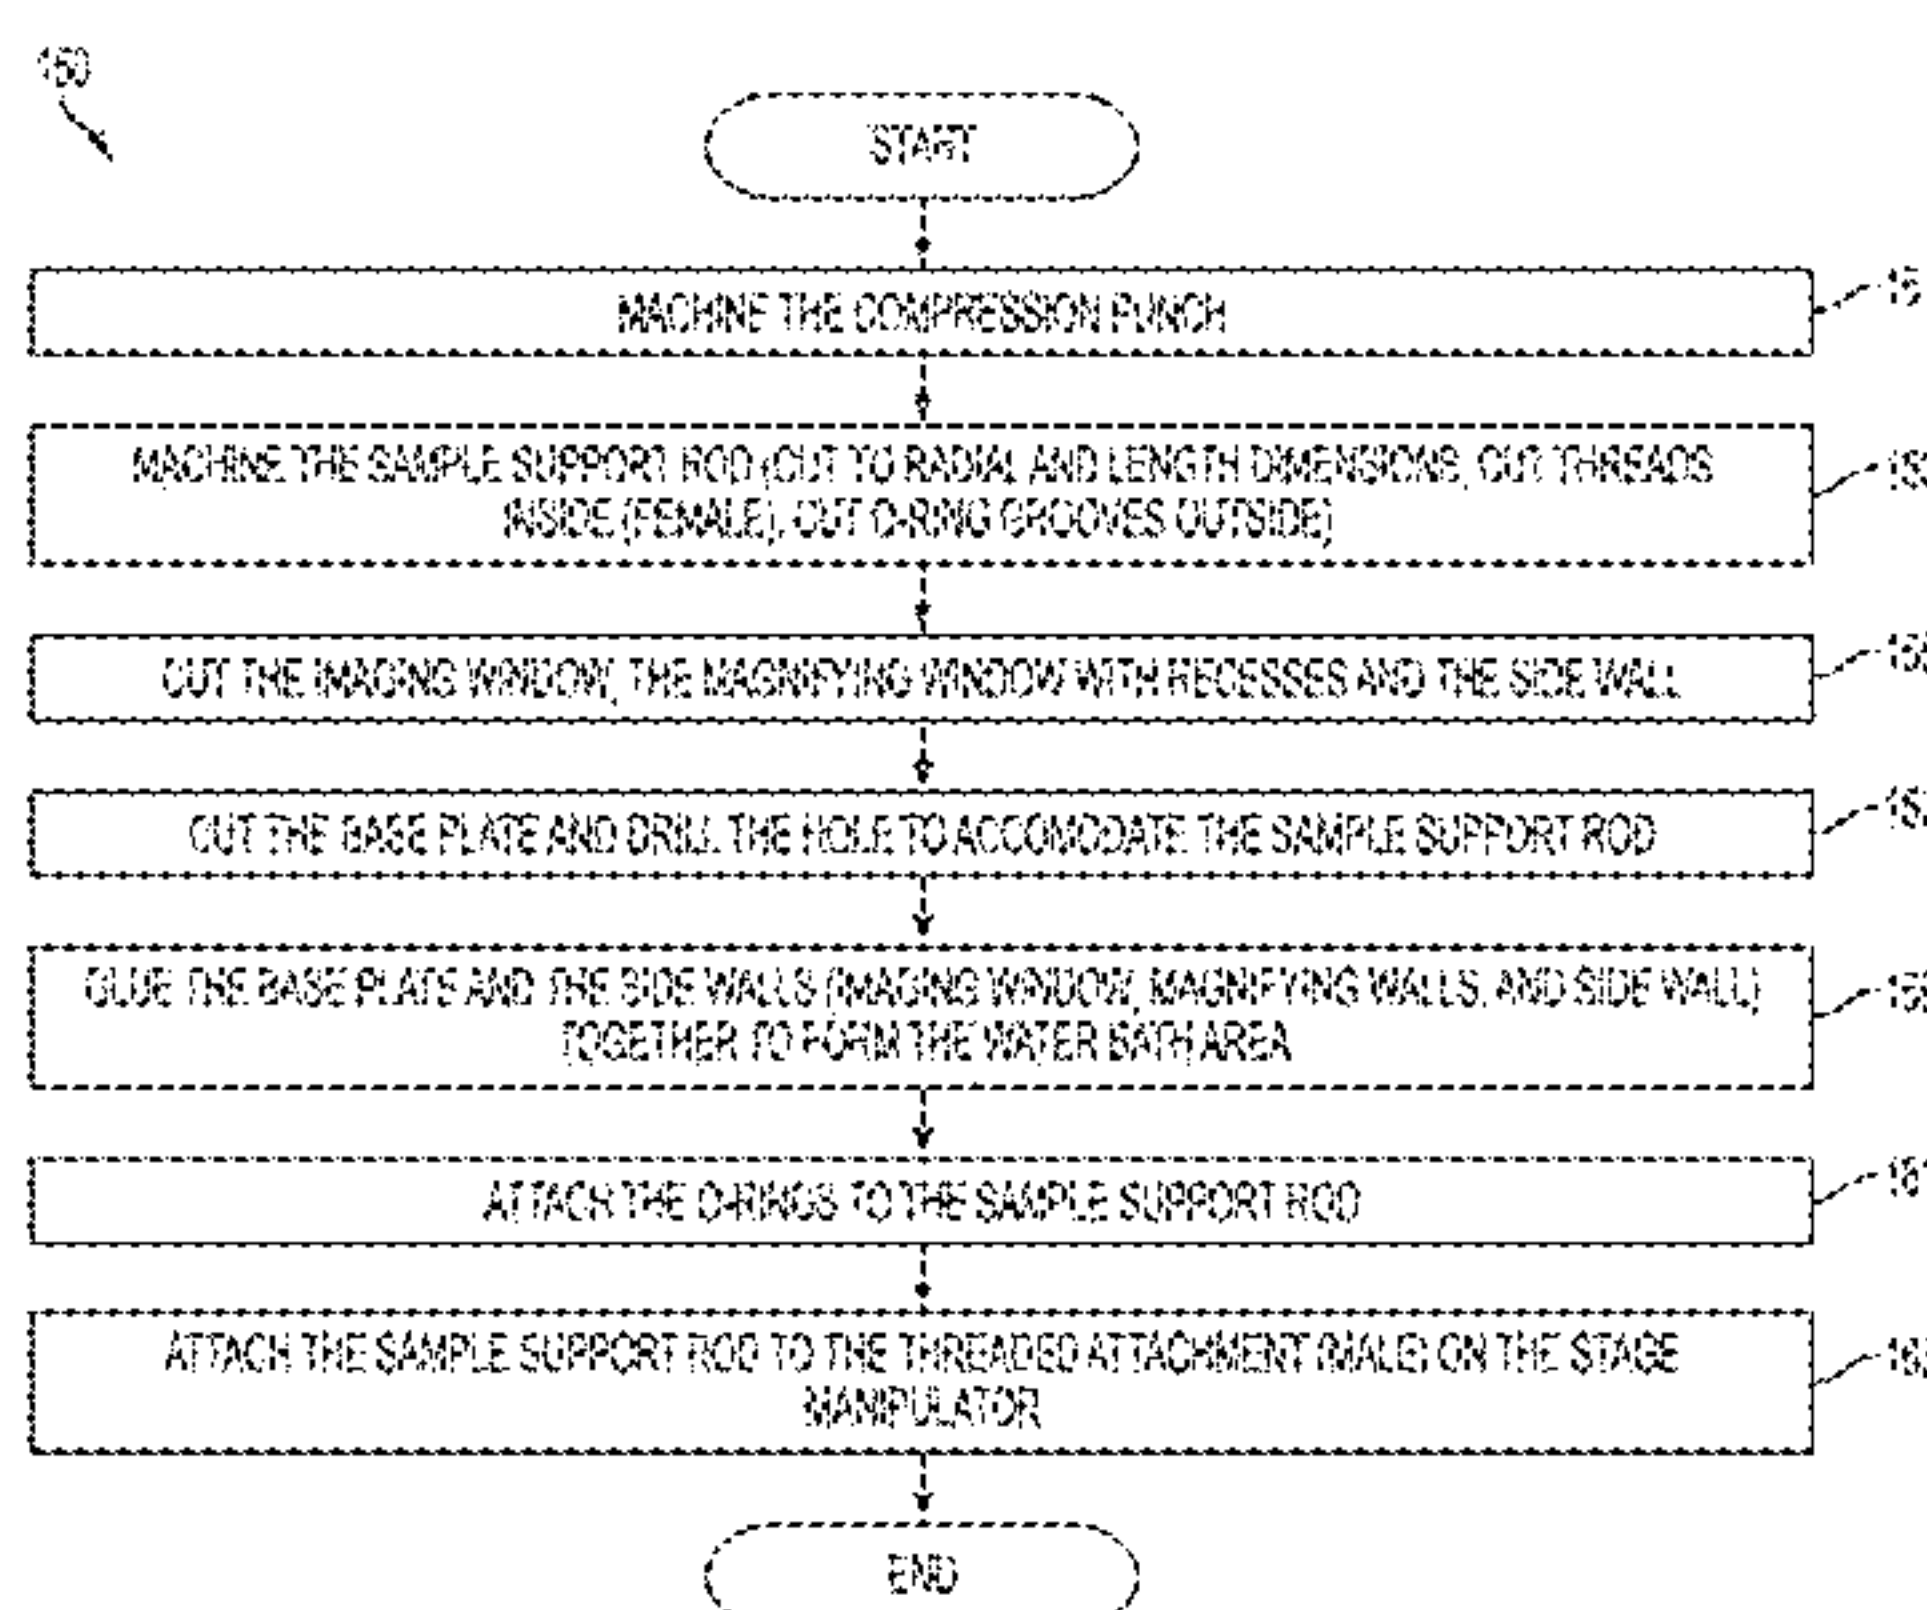 150
START
MACHINE THE COMPRESSION PUNCH
15
MACHINE THE SAMPLE SUPPORT ROD (CUT TO RADIAL AND LENGTH DIMENSIONS, CUT THREADS
INSIDE (FEMALE), CUT O-RING GROOVES OUTSIDE)
CUT THE IMAGING WINDOW, THE MAGNIFYING WINDOW WITH RECESSES AND THE SIDE WALL
CUT THE BASE PLATE AND DRILL THE HOLE TO ACCOMODATE THE SAMPLE SUPPORT ROD
GLUE THE BASE PLATE AND THE SIDE WALLS (IMAGING WINDOW, MAGNIFYING WALLS, AND SIDE WALL)
TOGETHER TO FORM THE WATER BATH AREA
ATTACH THE O-RINGS TO THE SAMPLE SUPPORT ROD
ATTACH THE SAMPLE SUPPORT ROD TO THE THREADED ATTACHMENT (MALE) ON THE STAGE
MANIPULATOR
END